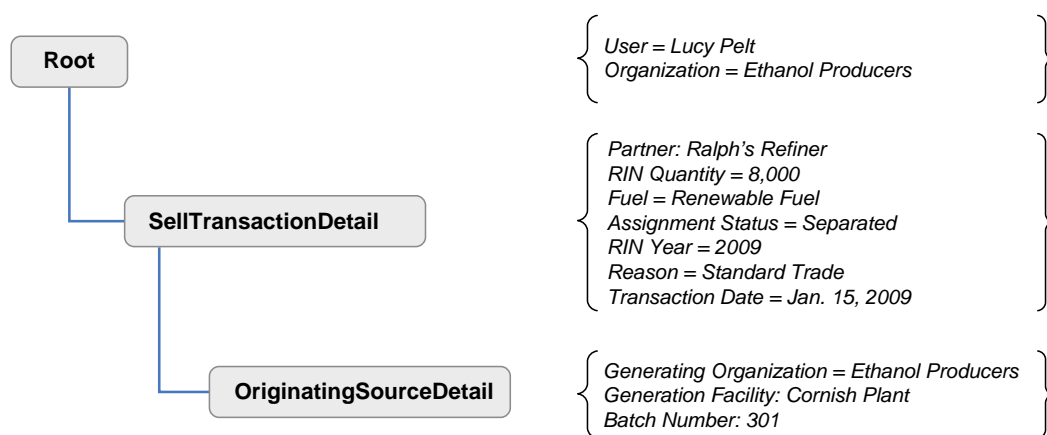 Root
User = Lucy Pelt
Organization = Ethanol Producers
SellTransactionDetail
Partner: Ralph’s Refiner
RIN Quantity = 8,000
Fuel = Renewable Fuel
Assignment Status = Separated
RIN Year = 2009
Reason = Standard Trade
Transaction Date = Jan. 15, 2009
OriginatingSourceDetail
Generating Organization = Ethanol Producers
Generation Facility: Cornish Plant
Batch Number: 301